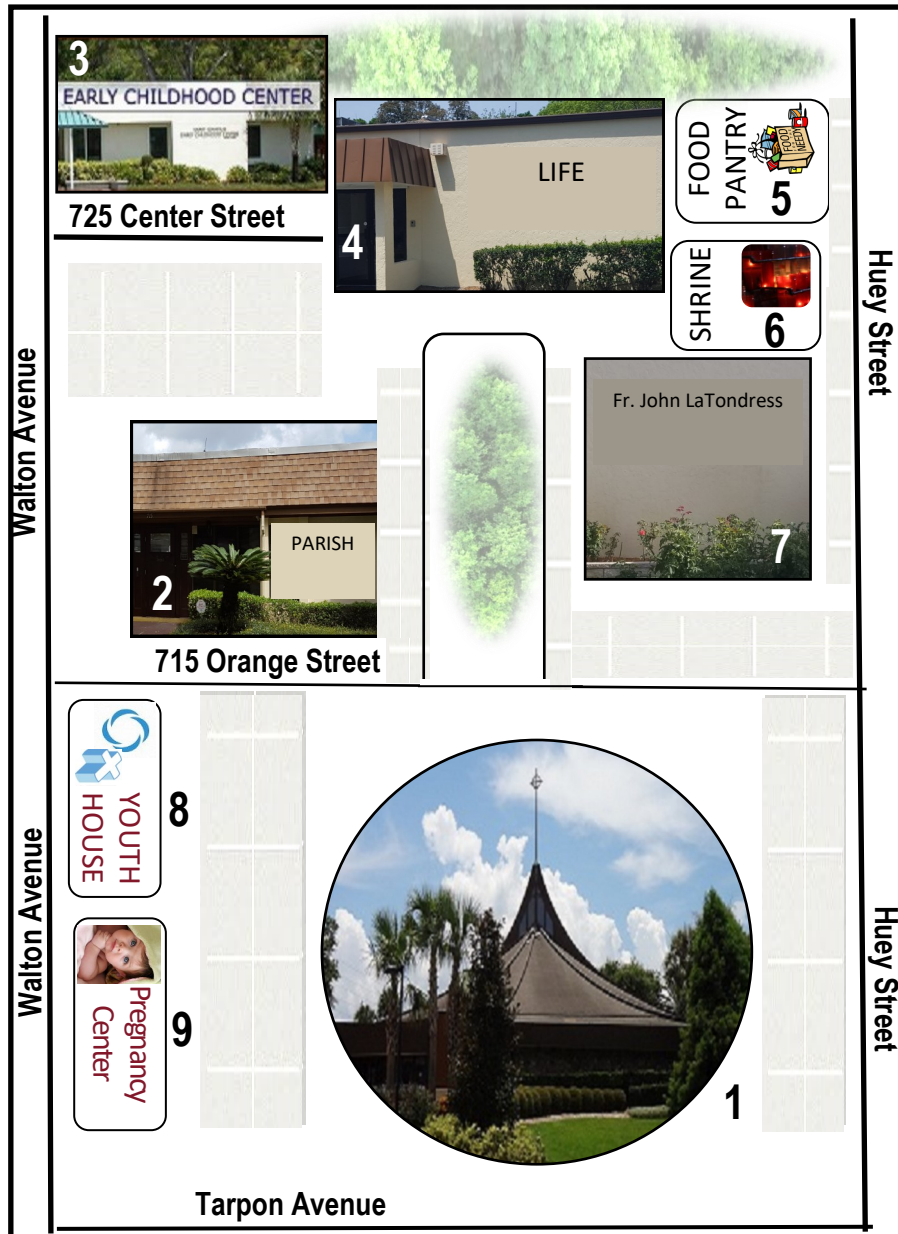 3
EARLY CHILDHOOD CENTER
725 Center Street
4
LIFE
FOOD
PANTRY
FOOD
NEEDY
5
SHRINE
6
Walton Avenue
Huey Street
Fr. John LaTondress
7
PARISH
2
715 Orange Street
YOUTH
HOUSE
8
Walton Avenue
Huey Street
Pregnancy
Center
9
1
Tarpon Avenue